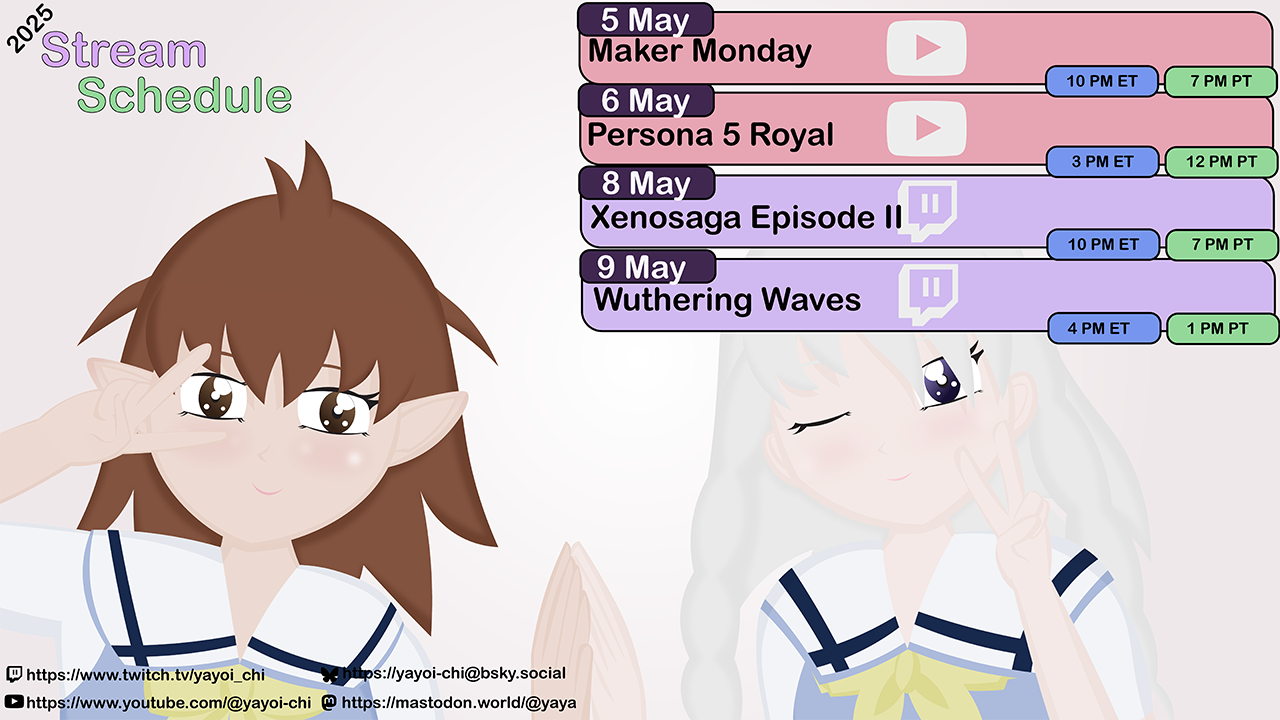 2025
Stream
Schedule
5 May
Maker Monday
10 PM ET
7 PM PT
6 May
Persona 5 Royal
3 PM ET
12 PM PT
8 May
Xenosaga Episode II
10 PM ET
7 PM PT
9 May
Wuthering Waves
4 PM ET
1 PM PT
https://www.twitch.tv/yayoi_chi
https://yayoi-chi@bsky.social
https://www.youtube.com/@yayoi-chi
https://mastodon.world/@yaya